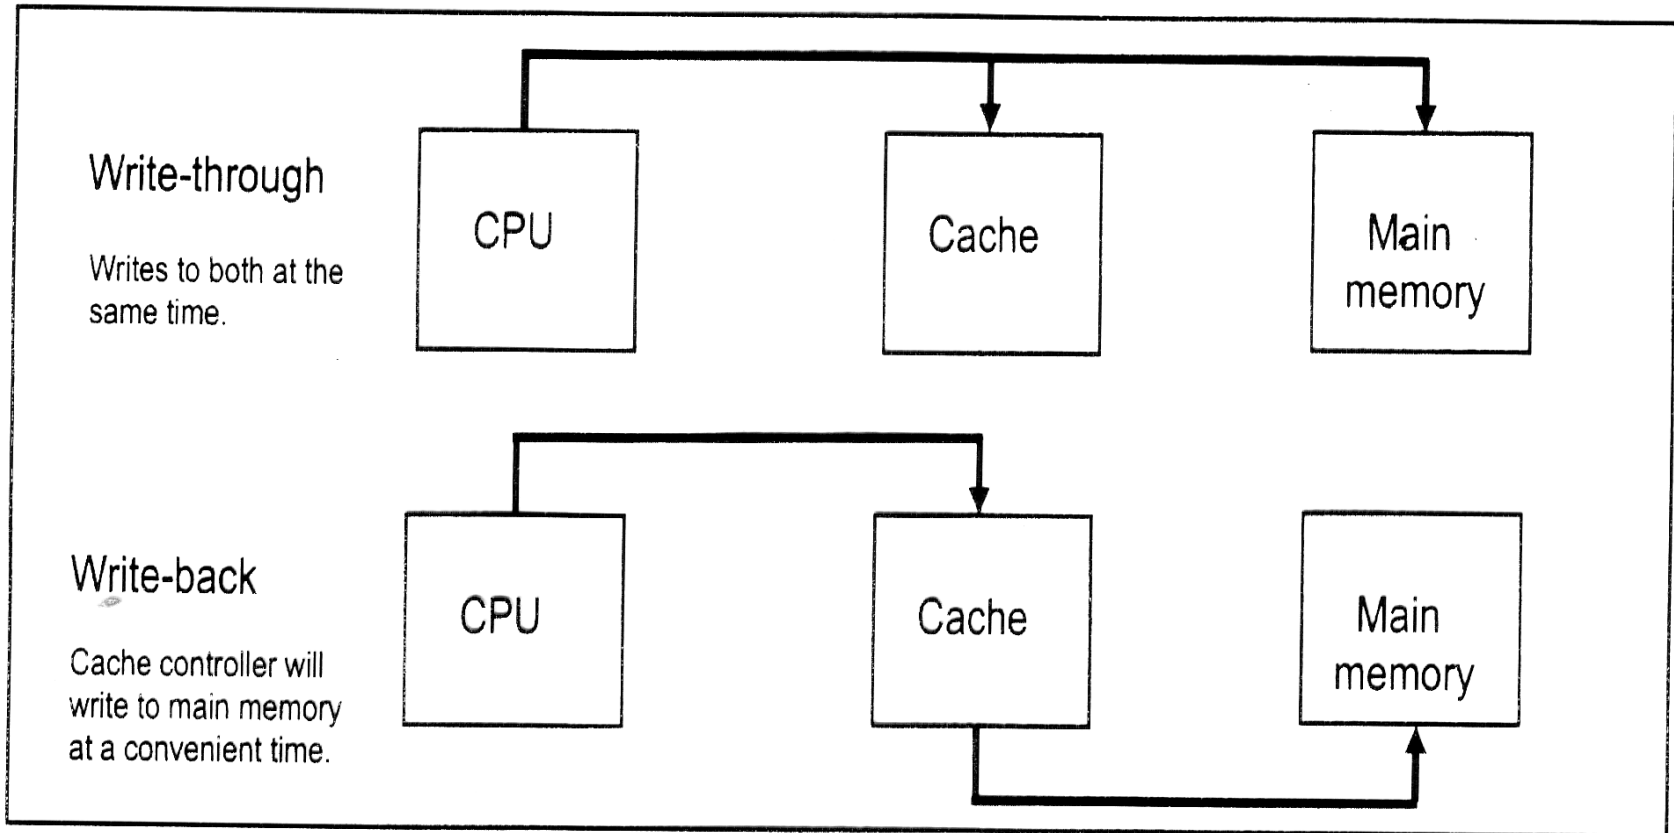 Write-through
Writes to both at the
same time.
CPU
Cache
Main
memory
Write-back
Cache controller will
write to main memory
at a convenient time.
CPU
Cache
Main
memory